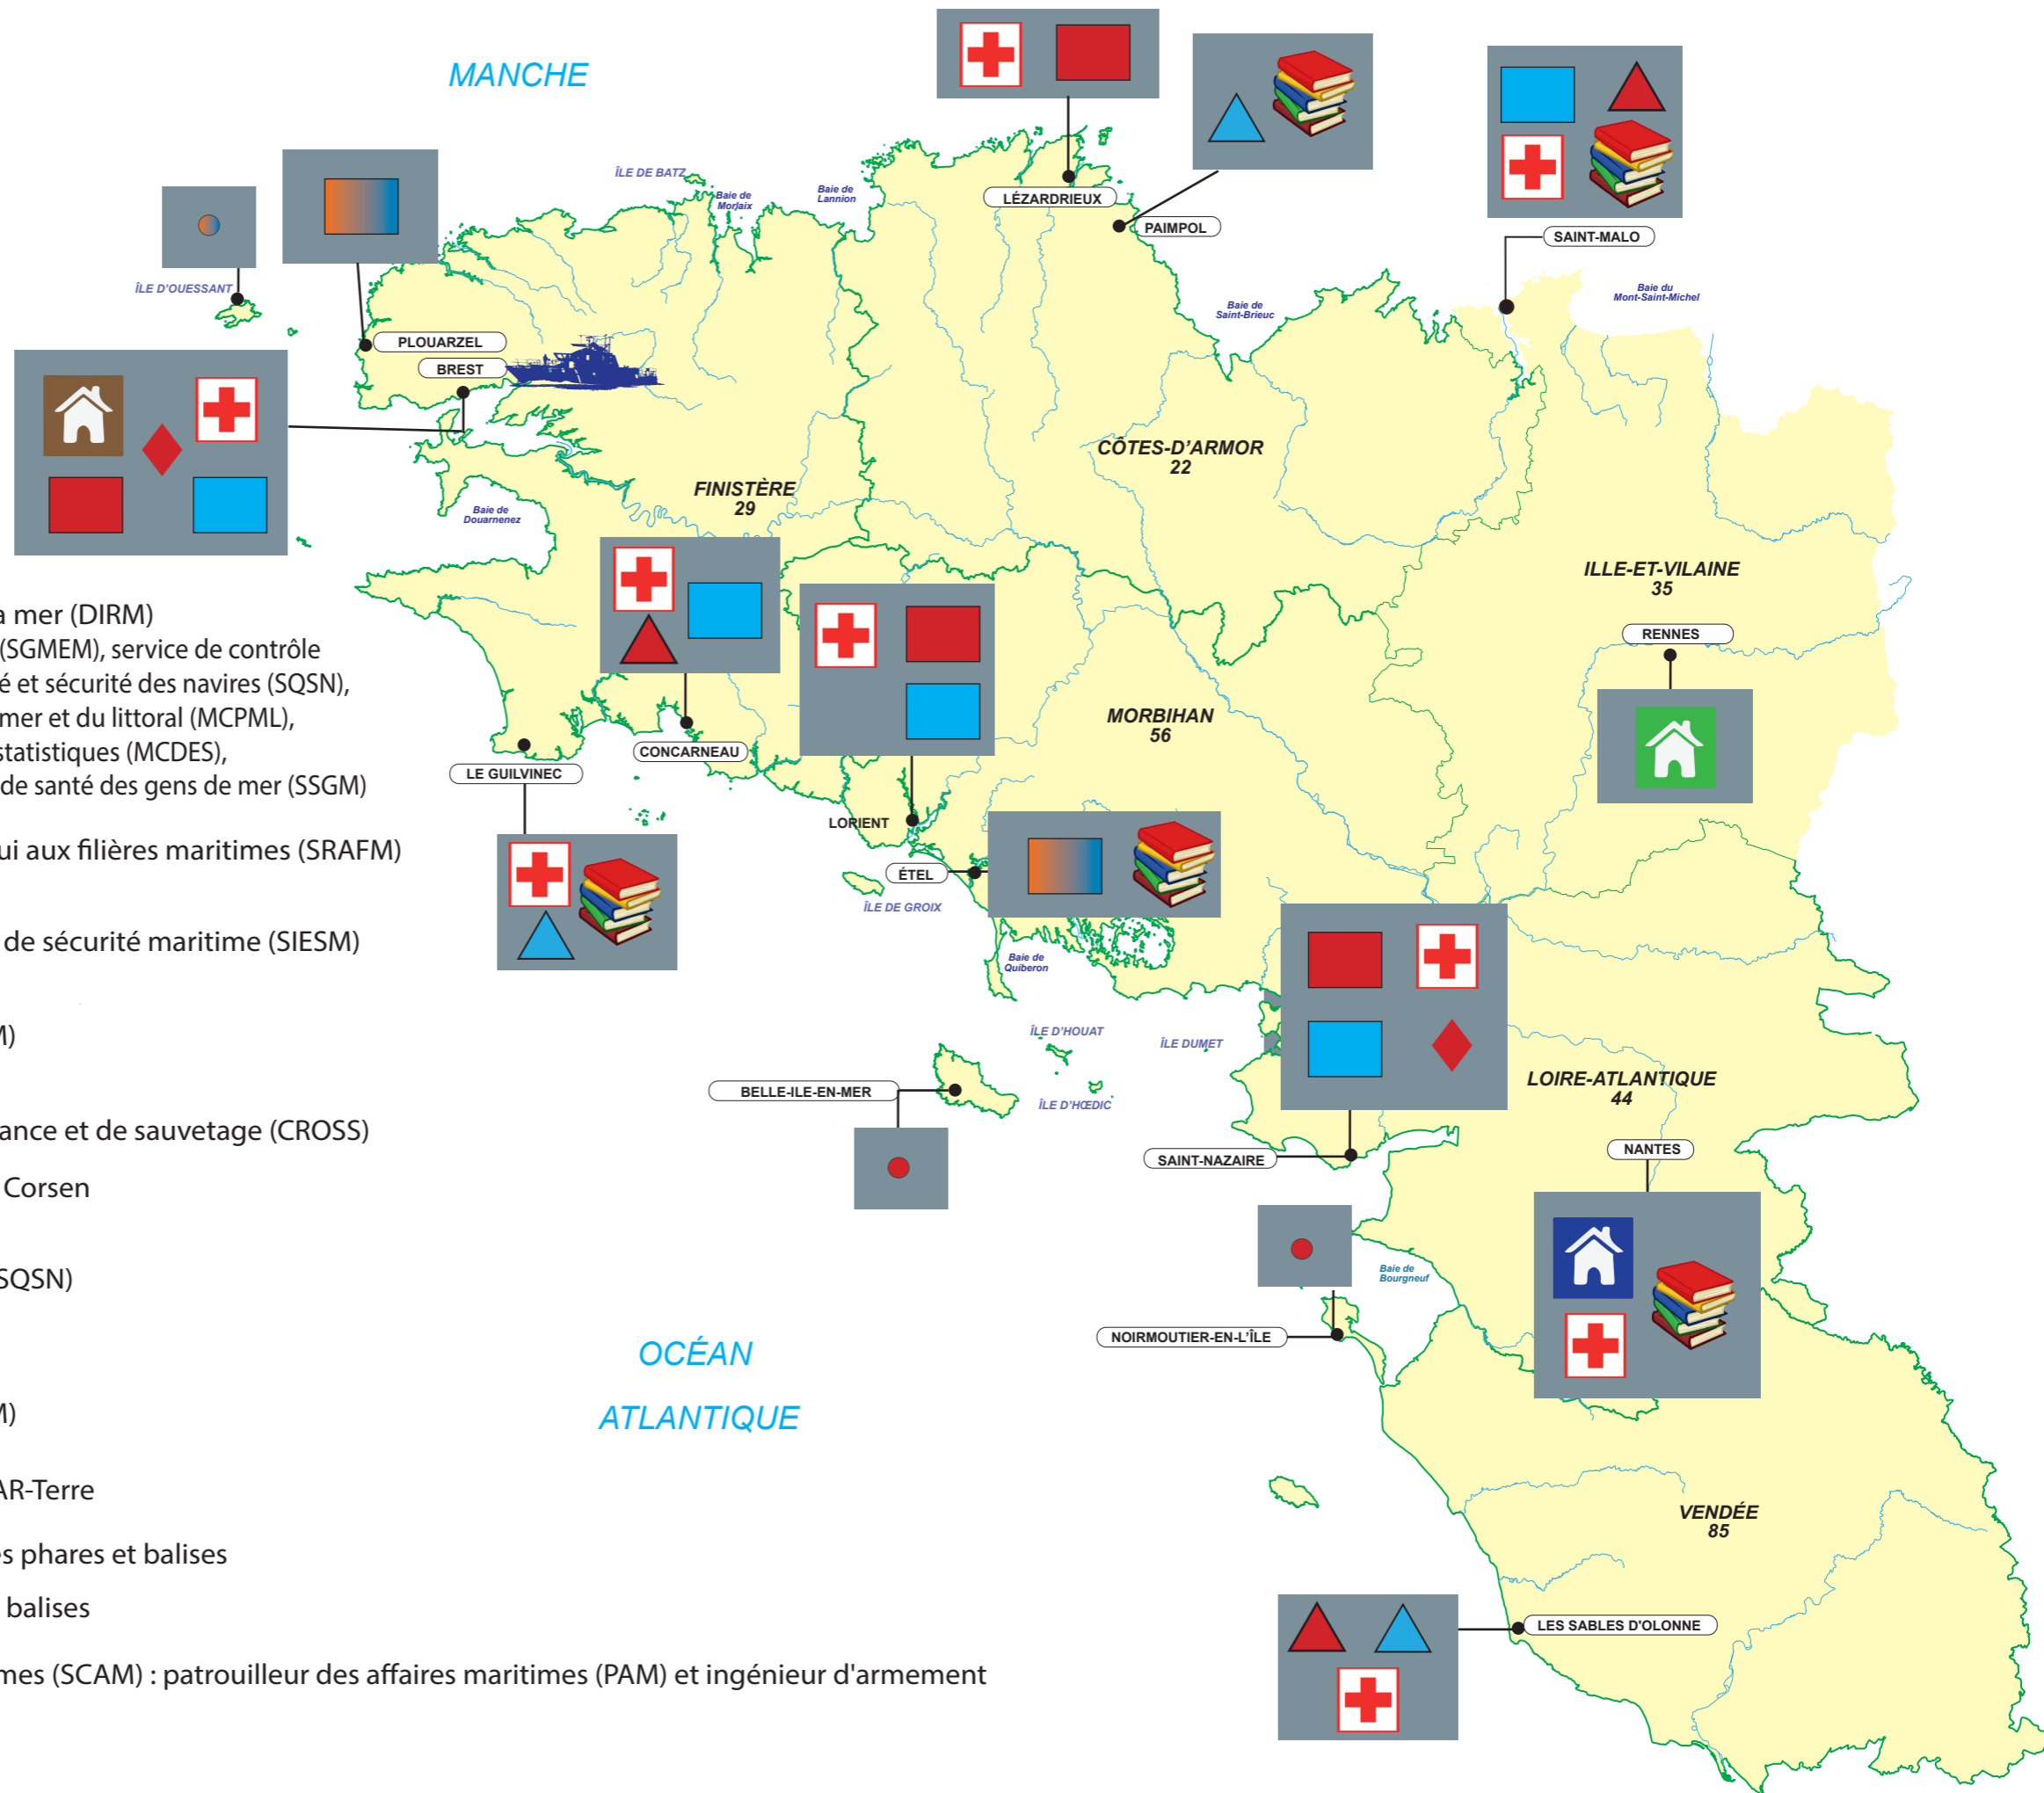 MANCHE
ÎLE DE BATZ
Baie de
Morlaix
Baie de
Lannion
LÉZARDRIEUX
PAIMPOL
SAINT-MALO
ÎLE D'OUESSANT
Baie de
Saint-Brieuc
Baie du
Mont-Saint-Michel
PLOUARZEL
BREST
CÔTES-D'ARMOR
22
FINISTÈRE
29
Baie de
Douarnenez
ILLE-ET-VILAINE
35
RENNES
MORBIHAN
56
CONCARNEAU
LE GUILVINEC
LORIENT
ÉTEL
ÎLE DE GROIX
Baie de
Quiberon
ÎLE D'HOUAT
ÎLE DUMET
ÎLE D'HŒDIC
BELLE-ILE-EN-MER
LOIRE-ATLANTIQUE
44
SAINT-NAZAIRE
NANTES
Baie de
Bourgneuf
NOIRMOUTIER-EN-L'ÎLE
OCÉAN
ATLANTIQUE
VENDÉE
85
LES SABLES D'OLONNE
a mer (DIRM)
(SGMEM), service de contrôle
é et sécurité des navires (SQSN),
mer et du littoral (MCPML),
statistiques (MCDES),
de santé des gens de mer (SSGM)
ui aux filières maritimes (SRAFM)
de sécurité maritime (SIESM)
M)
ance et de sauvetage (CROSS)
Corsen
SQSN)
M)
AR-Terre
es phares et balises
balises
mes (SCAM) : patrouilleur des affaires maritimes (PAM) et ingénieur d'armement